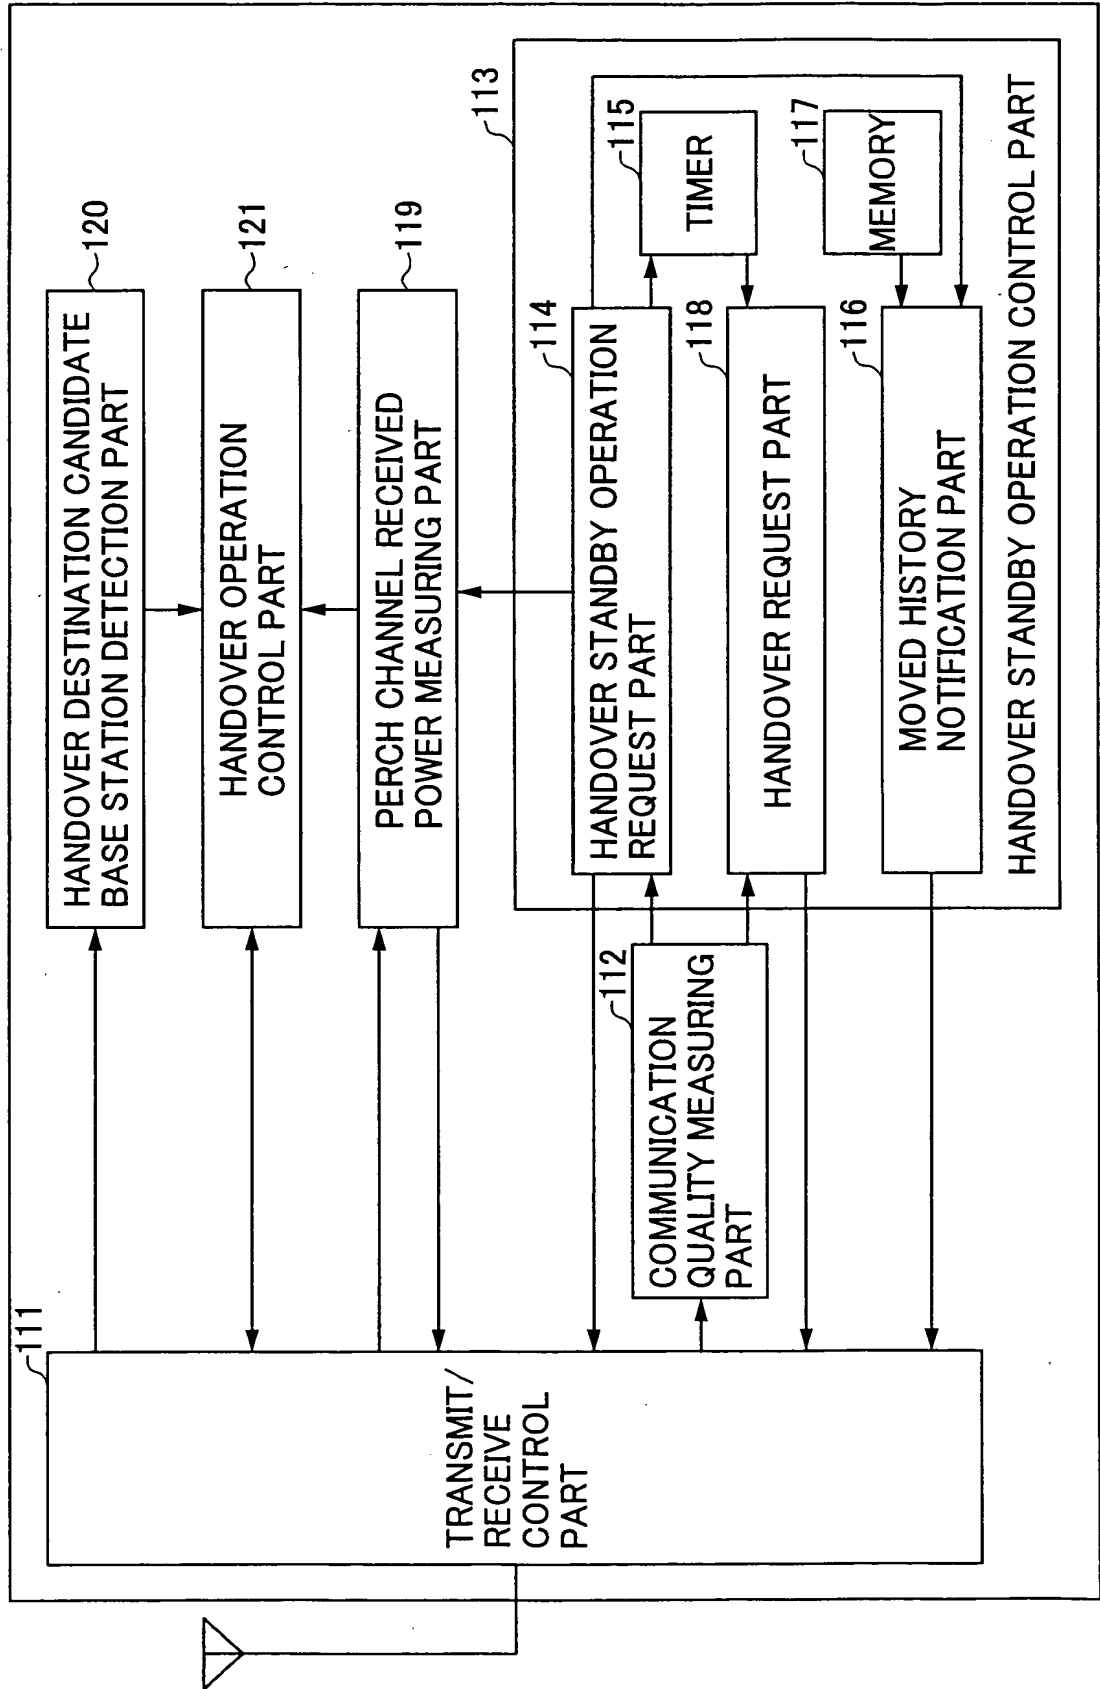 111
TRANSMIT/
RECEIVE
CONTROL
PART
120
HANDOVER DESTINATION CANDIDATE
BASE STATION DETECTION PART
121
HANDOVER OPERATION
CONTROL PART
119
PERCH CHANNEL RECEIVED
POWER MEASURING PART
112
COMMUNICATION
QUALITY MEASURING
PART
113
114
HANDOVER STANDBY OPERATION
REQUEST PART
115
TIMER
118
HANDOVER REQUEST PART
117
MEMORY
116
MOVED HISTORY
NOTIFICATION PART
HANDOVER STANDBY OPERATION CONTROL PART